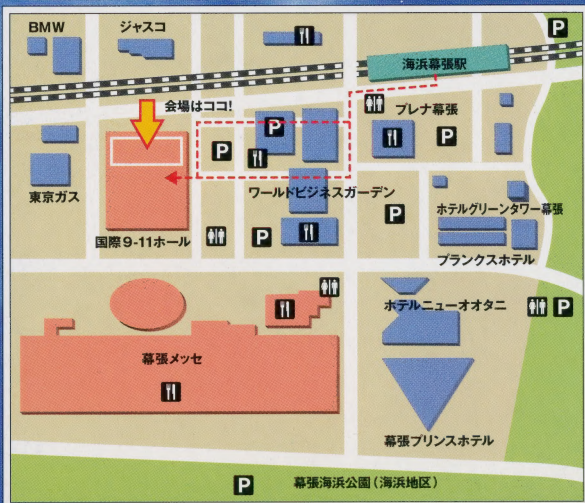 BMW
ジャスコ
P
海浜幕張駅
会場はココ!
プレナ幕張
P
P
P
東京ガス
ワールドビジネスガーデン
P
ホテルグリーンタワー幕張
国際9-11ホール
P
プランクスホテル
ホテルニューオオタニ
P
幕張メッセ
幕張プリンスホテル
P
幕張海浜公園(海浜地区)